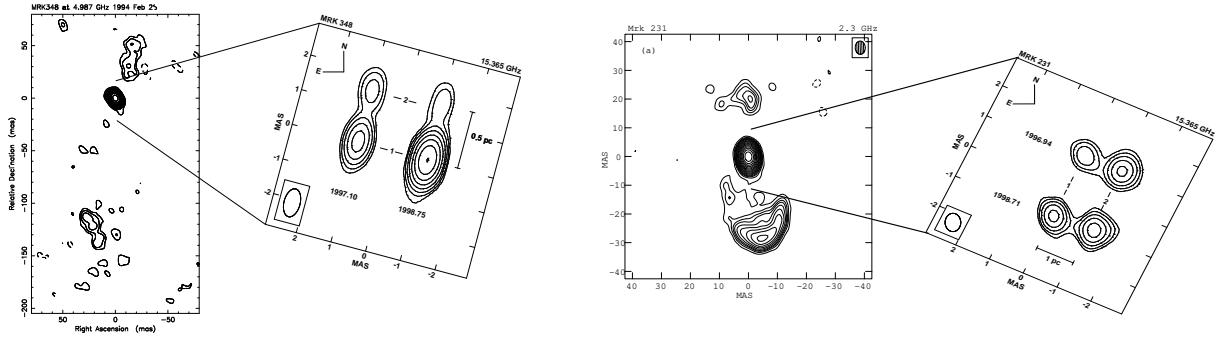 MRK348 at 4.987 GHz 1994 Feb 25
50
0
-50
-100
-150
-200
Relative Declination (mas)
50
0
-50
Right Ascension (mas)
MRK 348
15.365 GHz
N
E
2
1
0
-1
-2
MAS
2
1
0.5 pc
1997.10
1998.75
2
1
0
-1
-2
MAS
Mrk 231
2.3 GHz
(a)
40
30
20
10
0
-10
-20
-30
-40
MAS
40
30
20
10
0
-10
-20
-30
-40
MAS
MRK 231
15.365 GHz
N
E
2
1
0
-1
-2
MAS
1996.94
1998.71
1
2
1 pc
2
1
0
-1
-2
MAS